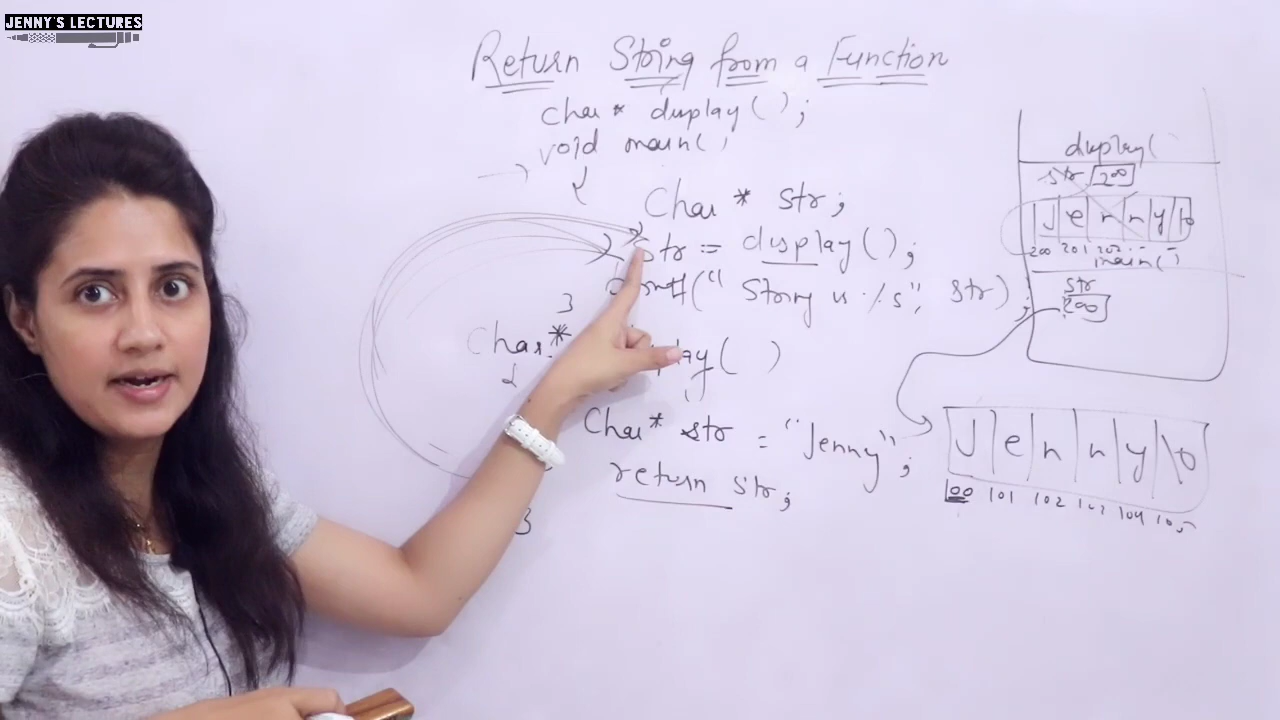 JENNY'S LECTURES
Return String from a Function
char* display();
void main()
{
Char * str;
str = display();
printf(" String is %s", str);
}
Char* display( )
{
Char* str = "Jenny";
return str;
}
display(
str 200
J e n n y \0
200 201 202
main()
str
200
J e n n y \0
100 101 102 103 104 105